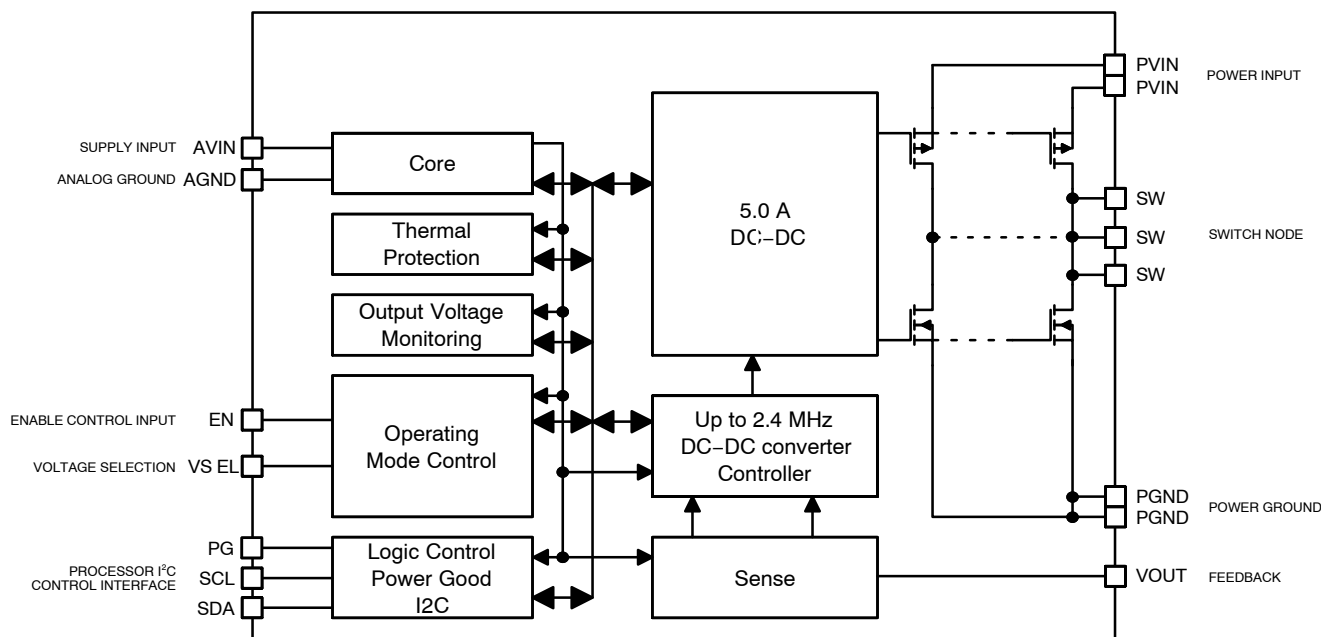 PVIN
POWER INPUT
PVIN
SUPPLY INPUT AVIN
Core
ANALOG GROUND AGND
5.0 A
DC−DC
SW
SW
SWITCH NODE
SW
Thermal
Protection
Output Voltage
Monitoring
ENABLE CONTROL INPUT EN
VOLTAGE SELECTION VS EL
Operating
Mode Control
Up to 2.4 MHz
DC−DC converter
Controller
PGND
POWER GROUND
PGND
PG
PROCESSOR I²C
CONTROL INTERFACE
SCL
SDA
Logic Control
Power Good
I2C
Sense
VOUT FEEDBACK